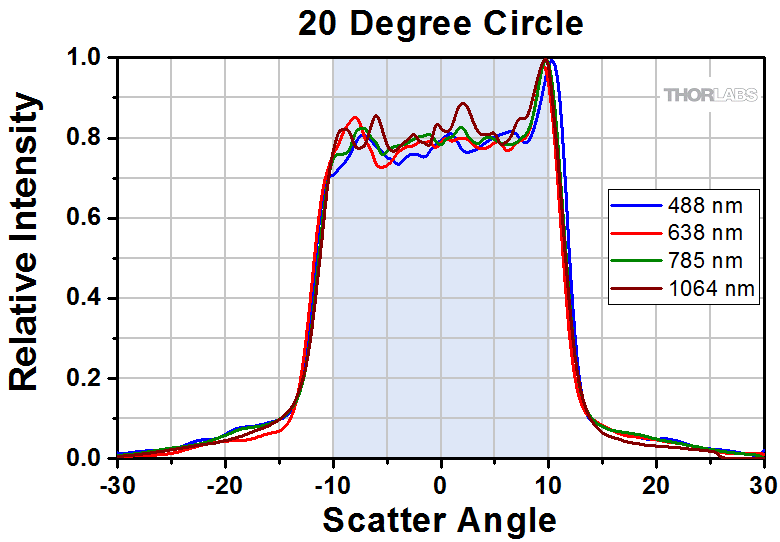 20 Degree Circle
Relative Intensity
1.0
0.8
0.6
0.4
0.2
0.0
THORLABS
488 nm
638 nm
785 nm
1064 nm
-30 -20 -10 0 10 20 30
Scatter Angle